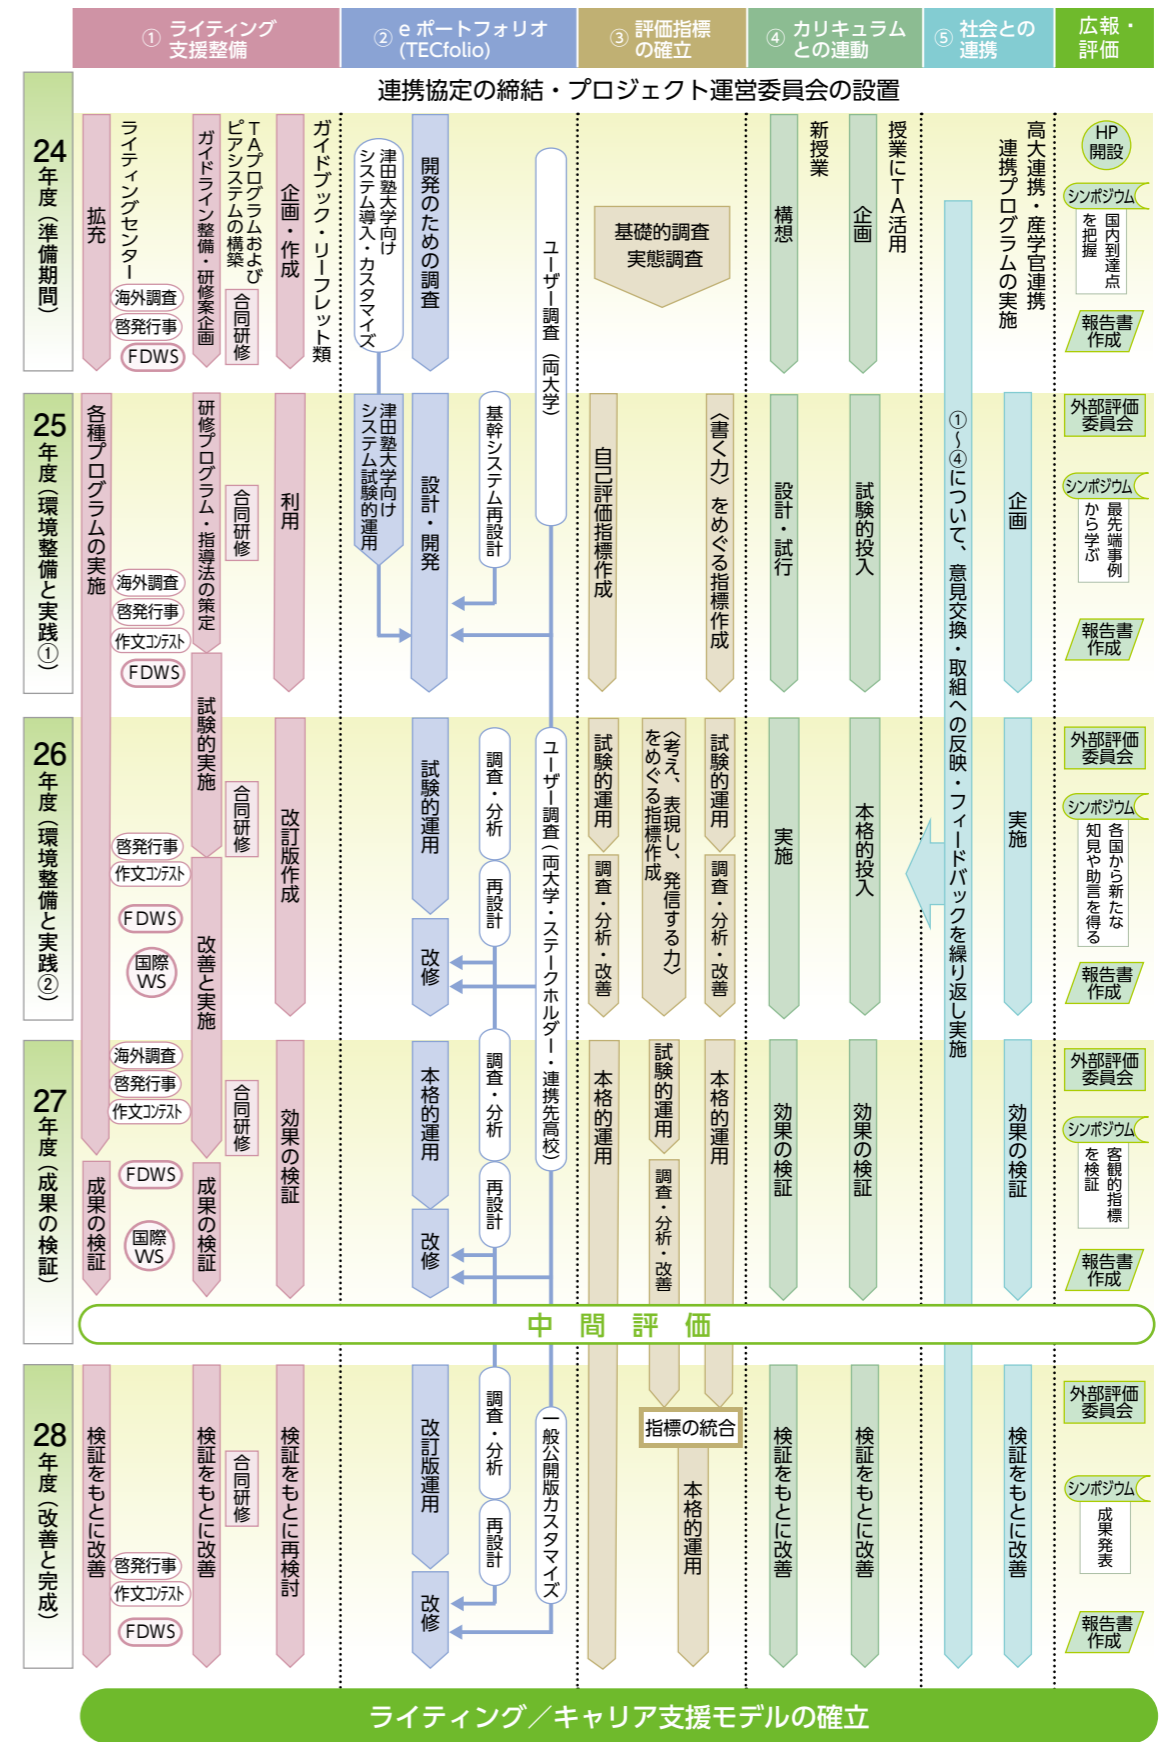 ① ライティング
支援整備
② e ポートフォリオ
(TECfolio)
③ 評価指標
の確立
④ カリキュラム
との連動
⑤ 社会との
連携
広報・
評価
連携協定の締結・プロジェクト運営委員会の設置
24年度（準備期間）
拡充
ライティングセンター
海外調査
啓発行事
FDWS
ガイドライン整備・研修案企画
TAプログラムおよび
ピアシステムの構築
合同研修
企画・作成
ガイドブック・リーフレット類
津田塾大学向け
システム導入・カスタマイズ
開発のための調査
ユーザー調査（両大学）
基礎的調査
実態調査
構想
新授業
企画
授業にTA活用
高大連携・産学官連携
連携プログラムの実施
HP
開設
シンポジウム
国内到達点
を把握
報告書
作成
25年度（環境整備と実践①）
各種プログラムの実施
海外調査
啓発行事
作文コンテスト
FDWS
研修プログラム・指導法の策定
合同研修
利用
津田塾大学向け
システム試験的運用
設計・開発
基幹システム再設計
自己評価指標作成
〈書く力〉をめぐる指標作成
設計・試行
試験的投入
①〜④について、意見交換・取組への反映・フィードバックを繰り返し実施
企画
外部評価
委員会
シンポジウム
最先端事例
から学ぶ
報告書
作成
26年度（環境整備と実践②）
啓発行事
作文コンテスト
FDWS
国際
WS
試験的実施
改善と実施
合同研修
改訂版作成
試験的運用
改修
調査・分析
再設計
ユーザー調査（両大学・ステークホルダー・連携先高校）
試験的運用
調査・分析・改善
〈考え、表現し、発信する力〉
をめぐる指標作成
試験的運用
調査・分析・改善
実施
本格的投入
実施
外部評価
委員会
シンポジウム
各国から新たな
知見や助言を得る
報告書
作成
27年度（成果の検証）
成果の検証
海外調査
啓発行事
作文コンテスト
FDWS
国際
WS
成果の検証
合同研修
効果の検証
本格的運用
改修
調査・分析
再設計
本格的運用
試験的運用
調査・分析・改善
本格的運用
効果の検証
効果の検証
効果の検証
外部評価
委員会
シンポジウム
客観的指標
を検証
報告書
作成
中間評価
28年度（改善と完成）
検証をもとに改善
啓発行事
作文コンテスト
FDWS
検証をもとに改善
合同研修
検証をもとに再検討
改訂版運用
改修
調査・分析
再設計
一般公開版カスタマイズ
指標の統合
本格的運用
検証をもとに改善
検証をもとに改善
検証をもとに改善
外部評価
委員会
シンポジウム
成果発表
報告書
作成
ライティング／キャリア支援モデルの確立